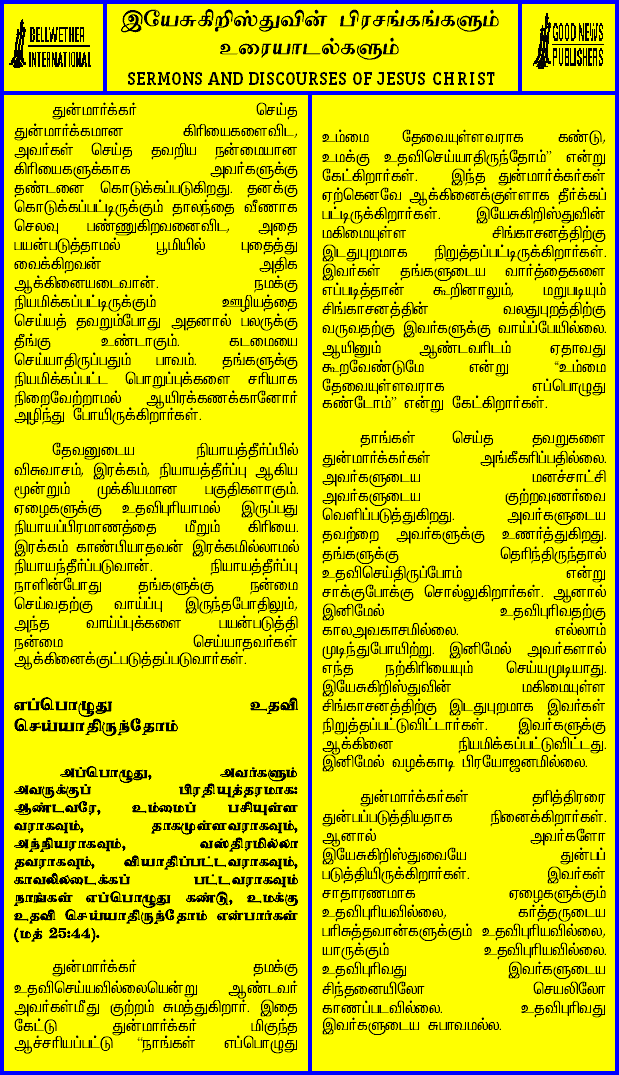 BELLWETHER
INTERNATIONAL
இயேசுகிறிஸ்துவின் பிரசங்கங்களும்
உரையாடல்களும்
SERMONS AND DISCOURSES OF JESUS CHRIST
GOOD NEWS
PUBLISHERS
துன்மார்க்கர் செய்த
துன்மார்க்கமான கிரியைகளைவிட,
அவர்கள் செய்த தவறிய நன்மையான
கிரியைகளுக்காக அவர்களுக்கு
தண்டனை கொடுக்கப்படுகிறது. தனக்கு
கொடுக்கப்பட்டிருக்கும் தாலந்தை வீணாக
செலவு பண்ணுகிறவனைவிட, அதை
பயன்படுத்தாமல் பூமியில் புதைத்து
வைக்கிறவன் அதிக
ஆக்கினையடைவான். நமக்கு
நியமிக்கப்பட்டிருக்கும் ஊழியத்தை
செய்யத் தவறும்போது அதனால் பலருக்கு
தீங்கு உண்டாகும். கடமையை
செய்யாதிருப்பதும் பாவம். தங்களுக்கு
நியமிக்கப்பட்ட பொறுப்புக்களை சரியாக
நிறைவேற்றாமல் ஆயிரக்கணக்கானோர்
அழிந்து போயிருக்கிறார்கள்.
தேவனுடைய நியாயத்தீர்ப்பில்
விசுவாசம், இரக்கம், நியாயத்தீர்ப்பு ஆகிய
மூன்றும் முக்கியமான பகுதிகளாகும்.
ஏழைகளுக்கு உதவிபுரியாமல் இருப்பது
நியாயப்பிரமாணத்தை மீறும் கிரியை.
இரக்கம் காண்பியாதவன் இரக்கமில்லாமல்
நியாயந்தீர்ப்படுவான். நியாயத்தீர்ப்பு
நாளின்போது தங்களுக்கு நன்மை
செய்வதற்கு வாய்ப்பு இருந்தபோதிலும்,
அந்த வாய்ப்புக்களை பயன்படுத்தி
நன்மை செய்யாதவர்கள்
ஆக்கினைக்குட்படுத்தப்படுவார்கள்.
எப்பொழுது உதவி
செய்யாதிருந்தோம்
அப்பொழுது, அவர்களும்
அவருக்குப் பிரதியுத்தரமாக:
ஆண்டவரே, உம்மைப் பசியுள்ள
வராகவும், தாகமுள்ளவராகவும்,
அந்நியராகவும், வஸ்திரமில்லா
தவராகவும், வியாதிப்பட்டவராகவும்,
காவலிலடைக்கப் பட்டவராகவும்
நாங்கள் எப்பொழுது கண்டு, உமக்கு
உதவி செய்யாதிருந்தோம் என்பார்கள்
(மத் 25:44).
துன்மார்க்கர் தமக்கு
உதவிசெய்யவில்லையென்று ஆண்டவர்
அவர்கள்மீது குற்றம் சுமத்துகிறார். இதை
கேட்டு துன்மார்க்கர் மிகுந்த
ஆச்சரியப்பட்டு “நாங்கள் எப்பொழுது
உம்மை தேவையுள்ளவராக கண்டு,
உமக்கு உதவிசெய்யாதிருந்தோம்” என்று
கேட்கிறார்கள். இந்த துன்மார்க்கர்கள்
ஏற்கெனவே ஆக்கினைக்குள்ளாக தீர்க்கப்
பட்டிருக்கிறார்கள். இயேசுகிறிஸ்துவின்
மகிமையுள்ள சிங்காசனத்திற்கு
இடதுபுறமாக நிறுத்தப்பட்டிருக்கிறார்கள்.
இவர்கள் தங்களுடைய வார்த்தைகளை
எப்படித்தான் கூறினாலும், மறுபடியும்
சிங்காசனத்தின் வலதுபுறத்திற்கு
வருவதற்கு இவர்களுக்கு வாய்ப்பேயில்லை.
ஆயினும் ஆண்டவரிடம் ஏதாவது
கூறவேண்டுமே என்று “உம்மை
தேவையுள்ளவராக எப்பொழுது
கண்டோம்” என்று கேட்கிறார்கள்.
தாங்கள் செய்த தவறுகளை
துன்மார்க்கர்கள் அங்கீகரிப்பதில்லை.
அவர்களுடைய மனச்சாட்சி
அவர்களுடைய குற்றவுணர்வை
வெளிப்படுத்துகிறது. அவர்களுடைய
தவற்றை அவர்களுக்கு உணர்த்துகிறது.
தங்களுக்கு தெரிந்திருந்தால்
உதவிசெய்திருப்போம் என்று
சாக்குபோக்கு சொல்லுகிறார்கள். ஆனால்
இனிமேல் உதவிபுரிவதற்கு
காலஅவகாசமில்லை. எல்லாம்
முடிந்துபோயிற்று. இனிமேல் அவர்களால்
எந்த நற்கிரியையும் செய்யமுடியாது.
இயேசுகிறிஸ்துவின் மகிமையுள்ள
சிங்காசனத்திற்கு இடதுபுறமாக இவர்கள்
நிறுத்தப்பட்டுவிட்டார்கள். இவர்களுக்கு
ஆக்கினை நியமிக்கப்பட்டுவிட்டது.
இனிமேல் வழக்காடி பிரயோஜனமில்லை.
துன்மார்க்கர்கள் தரித்திரரை
துன்பப்படுத்தியதாக நினைக்கிறார்கள்.
ஆனால் அவர்களோ
இயேசுகிறிஸ்துவையே துன்பப்
படுத்தியிருக்கிறார்கள். இவர்கள்
சாதாரணமாக ஏழைகளுக்கும்
உதவிபுரியவில்லை, கர்த்தருடைய
பரிசுத்தவான்களுக்கும் உதவிபுரியவில்லை,
யாருக்கும் உதவிபுரியவில்லை.
உதவிபுரிவது இவர்களுடைய
சிந்தனையிலோ செயலிலோ
காணப்படவில்லை. உதவிபுரிவது
இவர்களுடைய சுபாவமல்ல.